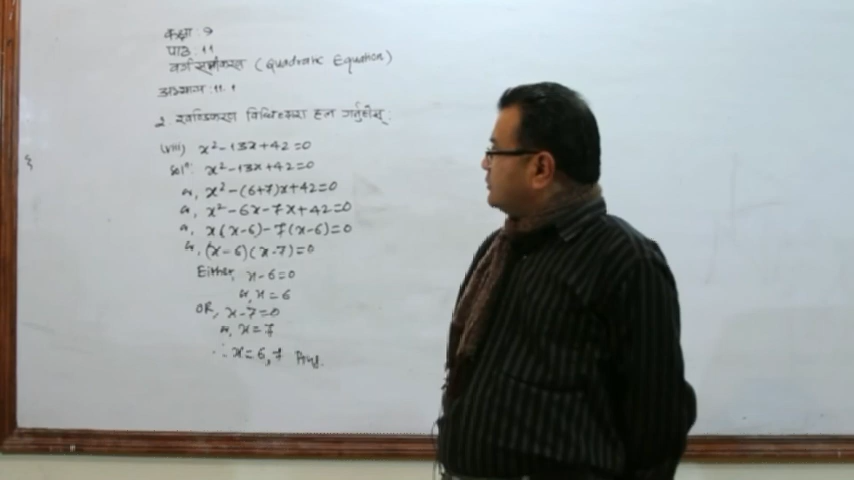 कक्षा : 9
पाठ : 11
वर्ग समीकरण (Quadratic Equation)
अभ्यास : 11.1
2. खण्डिकरण विधिद्वारा हल गर्नुहोस् :
(viii) x²-13x+42=0
Solⁿ: x²-13x+42=0
or, x²-(6+7)x+42=0
or, x²-6x-7x+42=0
or, x(x-6)-7(x-6)=0
or, (x-6)(x-7)=0
Either, x-6=0
or, x=6
OR, x-7=0
or, x=7
∴ x=6,7 Ans.